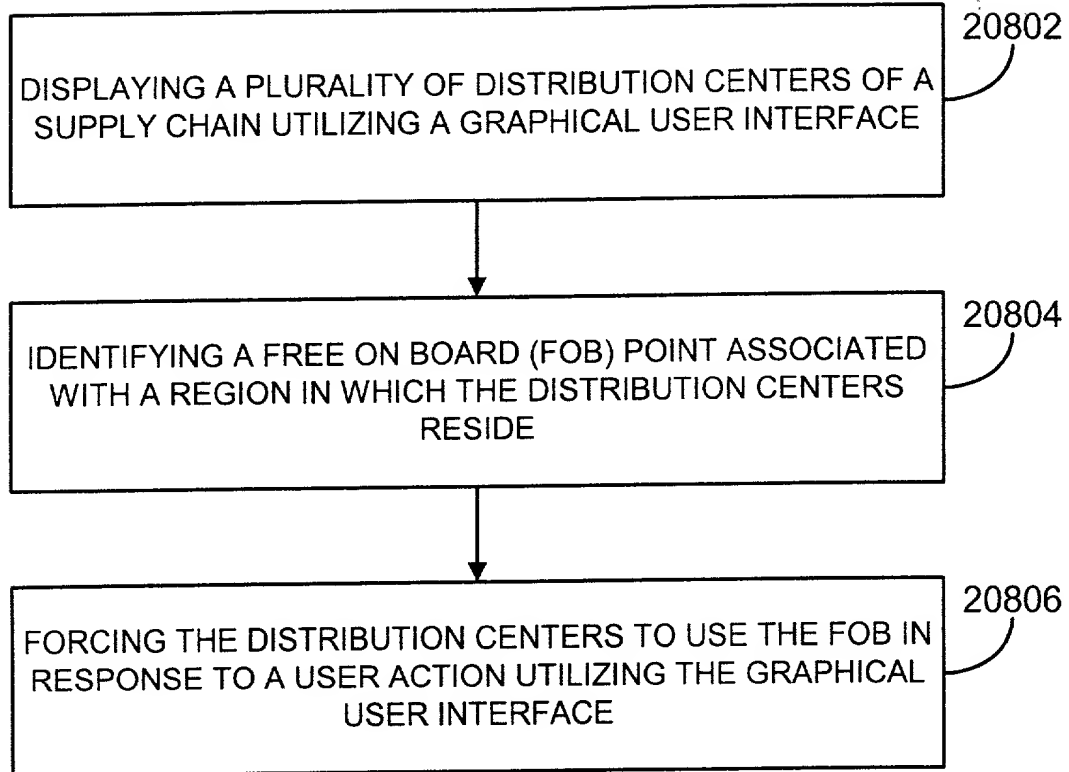 20802
DISPLAYING A PLURALITY OF DISTRIBUTION CENTERS OF A
SUPPLY CHAIN UTILIZING A GRAPHICAL USER INTERFACE
20804
IDENTIFYING A FREE ON BOARD (FOB) POINT ASSOCIATED
WITH A REGION IN WHICH THE DISTRIBUTION CENTERS
RESIDE
20806
FORCING THE DISTRIBUTION CENTERS TO USE THE FOB IN
RESPONSE TO A USER ACTION UTILIZING THE GRAPHICAL
USER INTERFACE